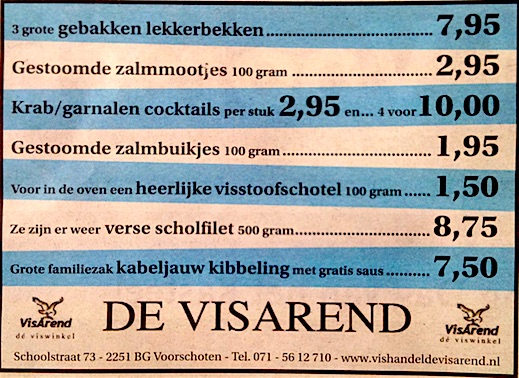 3 grote gebakken lekkerbekken ........................................ 7,95
Gestoomde zalmmootjes 100 gram ................................ 2,95
Krab/garnalen cocktails per stuk 2,95 en... 4 voor 10,00
Gestoomde zalmbuikjes 100 gram ................................. 1,95
Voor in de oven een heerlijke visstoofschotel 100 gram ...... 1,50
Ze zijn er weer verse scholfilet 500 gram ............................. 8,75
Grote familiezak kabeljauw kibbeling met gratis saus .......... 7,50
VisArend
dé viswinkel
DE VISAREND
VisArend
dé viswinkel
Schoolstraat 73 - 2251 BG Voorschoten - Tel. 071 - 56 12 710 - www.vishandeldevisarend.nl